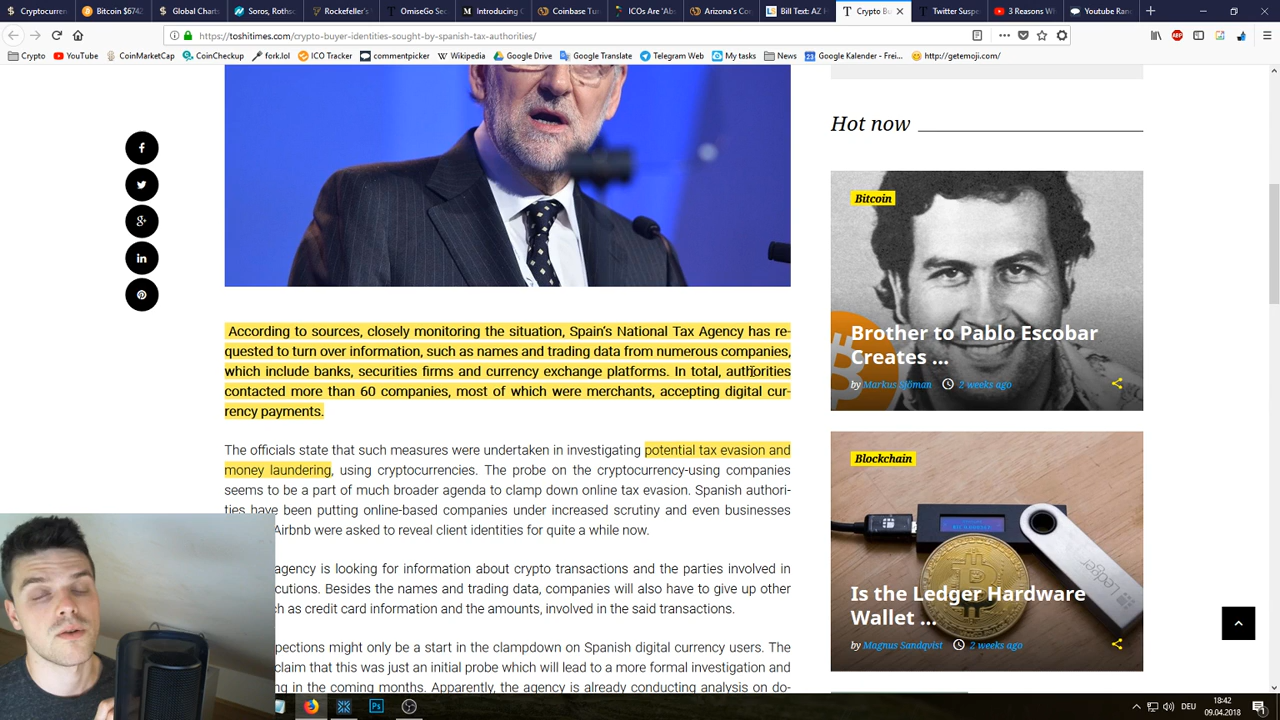 Cryptocurren
Bitcoin $6742
Global Charts
Soros, Rothsc
Rockefeller's
OmiseGo Sec
Introducing (
Coinbase Tur
ICOs Are 'Abs
Arizona's Cor
Bill Text: AZ H
Crypto Bu
Twitter Suspe
3 Reasons Wh
Youtube Rank
https://toshitimes.com/crypto-buyer-identities-sought-by-spanish-tax-authorities/
Crypto
YouTube
CoinMarketCap
CoinCheckup
fork.lol
ICO Tracker
commentpicker
Wikipedia
Google Drive
Google Translate
Telegram Web
My tasks
News
Google Kalender - Frei...
http://getemoji.com/
According to sources, closely monitoring the situation, Spain's National Tax Agency has re-
quested to turn over information, such as names and trading data from numerous companies,
which include banks, securities firms and currency exchange platforms. In total, authorities
contacted more than 60 companies, most of which were merchants, accepting digital cur-
rency payments.
The officials state that such measures were undertaken in investigating potential tax evasion and
money laundering, using cryptocurrencies. The probe on the cryptocurrency-using companies
seems to be a part of much broader agenda to clamp down online tax evasion. Spanish authori-
ties have been putting online-based companies under increased scrutiny and even businesses
Airbnb were asked to reveal client identities for quite a while now.
agency is looking for information about crypto transactions and the parties involved in
cutions. Besides the names and trading data, companies will also have to give up other
ch as credit card information and the amounts, involved in the said transactions.
pections might only be a start in the clampdown on Spanish digital currency users. The
claim that this was just an initial probe which will lead to a more formal investigation and
ng in the coming months. Apparently, the agency is already conducting analysis on do-
Hot now
Bitcoin
Brother to Pablo Escobar
Creates ...
by Markus Sjöman 2 weeks ago
Blockchain
Ledger
Is the Ledger Hardware
Wallet ...
by Magnus Sandqvist 2 weeks ago
DEU
18:42
09.04.2018